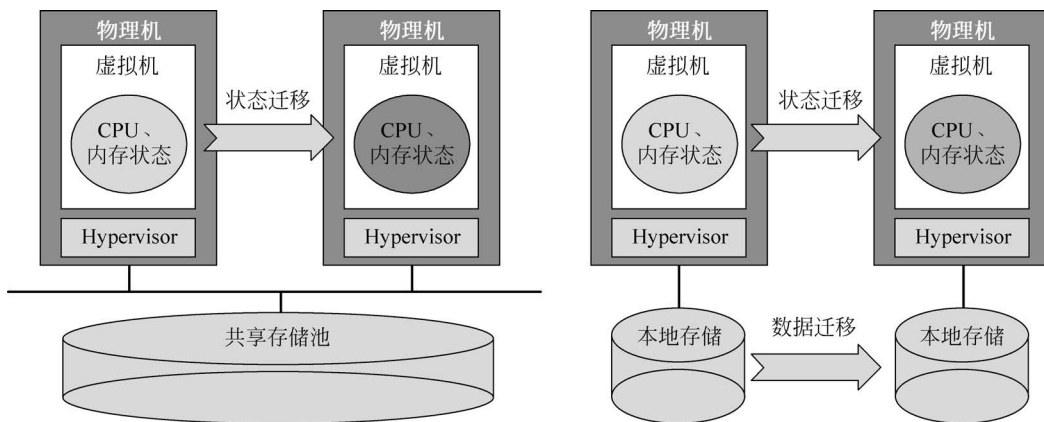 物理机
虚拟机
CPU、
内存状态
Hypervisor
状态迁移
物理机
虚拟机
CPU、
内存状态
Hypervisor
共享存储池
物理机
虚拟机
CPU、
内存状态
Hypervisor
状态迁移
物理机
虚拟机
CPU、
内存状态
Hypervisor
本地存储
数据迁移
本地存储